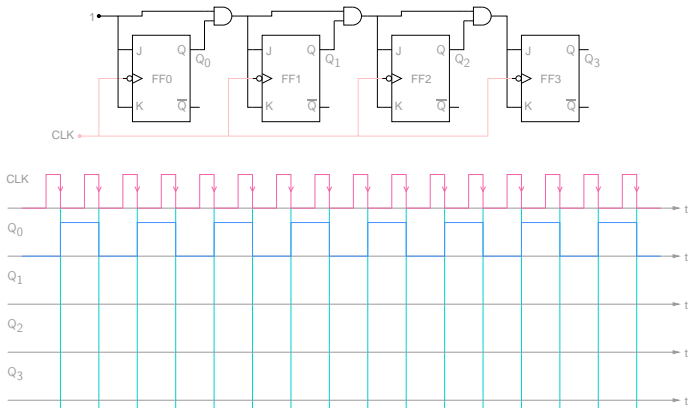 1
J Q J Q J Q J Q
Q0 Q1 Q2 Q3
FF0 FF1 FF2 FF3
K Q̅ K Q̅ K Q̅ K Q̅
CLK
CLK
t
Q0
t
Q1
t
Q2
t
Q3
t